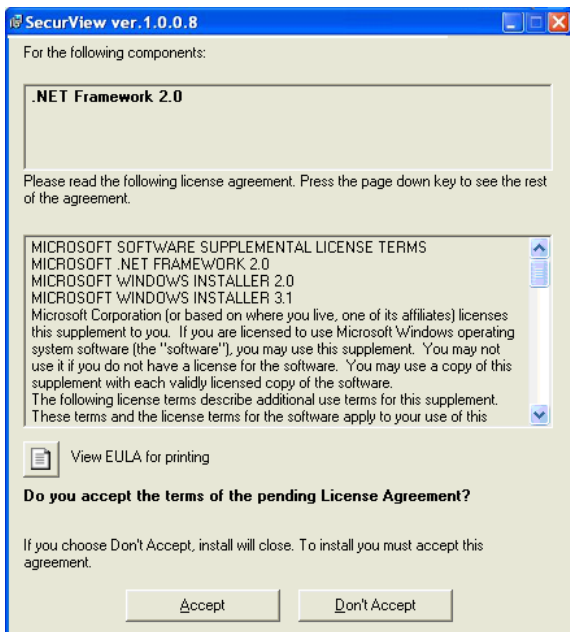 SecurView ver.1.0.0.8
For the following components:
.NET Framework 2.0
Please read the following license agreement. Press the page down key to see the rest
of the agreement.
MICROSOFT SOFTWARE SUPPLEMENTAL LICENSE TERMS
MICROSOFT .NET FRAMEWORK 2.0
MICROSOFT WINDOWS INSTALLER 2.0
MICROSOFT WINDOWS INSTALLER 3.1
Microsoft Corporation (or based on where you live, one of its affiliates) licenses
this supplement to you.  If you are licensed to use Microsoft Windows operating
system software (the "software"), you may use this supplement.  You may not
use it if you do not have a license for the software.  You may use a copy of this
supplement with each validly licensed copy of the software.
The following license terms describe additional use terms for this supplement.
These terms and the license terms for the software apply to your use of this
View EULA for printing
Do you accept the terms of the pending License Agreement?
If you choose Don't Accept, install will close. To install you must accept this
agreement.
Accept
Don't Accept